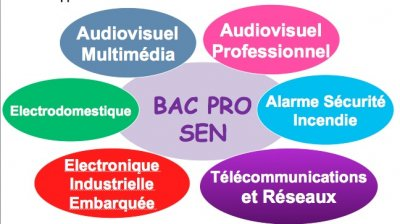 Audiovisuel
Multimédia
Audiovisuel
Professionnel
Electrodomestique
BAC PRO
SEN
Alarme Sécurité
Incendie
Electronique
Industrielle
Embarquée
Télécommunications
et Réseaux